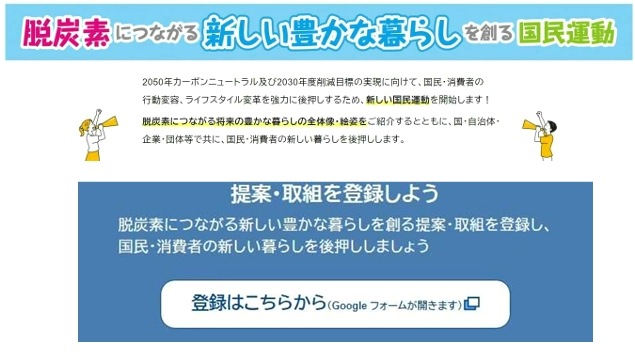 脱炭素につながる新しい豊かな暮らしを創る国民運動
2050年カーボンニュートラル及び2030年度削減目標の実現に向けて、国民・消費者の
行動変容、ライフスタイル変革を強力に後押しするため、新しい国民運動を開始します！
脱炭素につながる将来の豊かな暮らしの全体像・絵姿をご紹介するとともに、国・自治体・
企業・団体等で共に、国民・消費者の新しい暮らしを後押しします。
提案・取組を登録しよう
脱炭素につながる新しい豊かな暮らしを創る提案・取組を登録し、
国民・消費者の新しい暮らしを後押ししましょう
登録はこちらから（Google フォームが開きます）